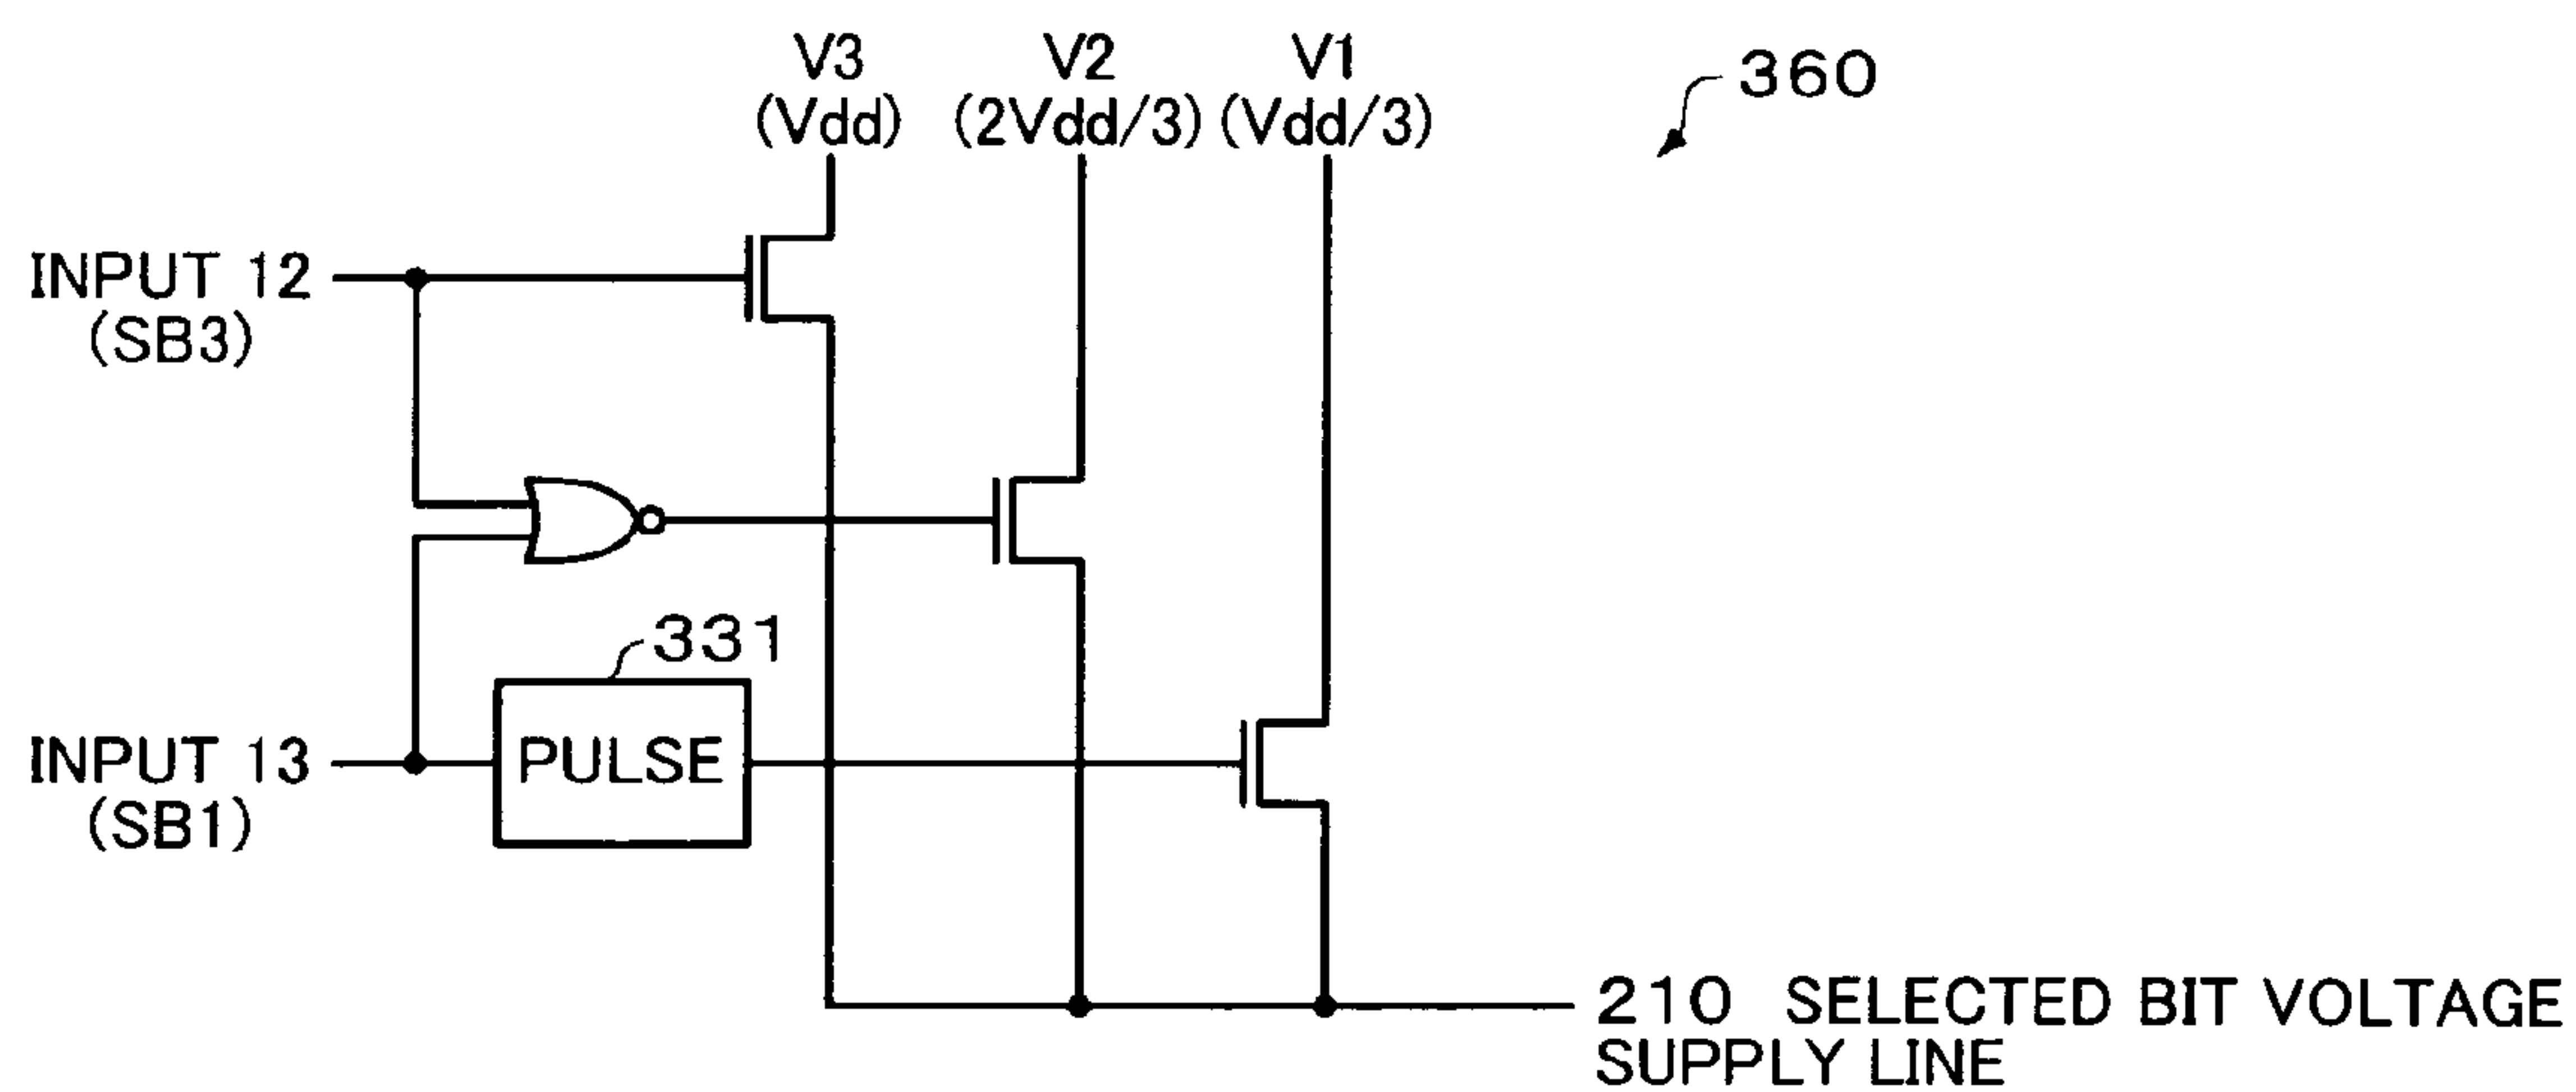 V3
(Vdd)
V2
(2Vdd/3)
V1
(Vdd/3)
360
INPUT 12
(SB3)
331
INPUT 13
(SB1)
PULSE
210 SELECTED BIT VOLTAGE
SUPPLY LINE